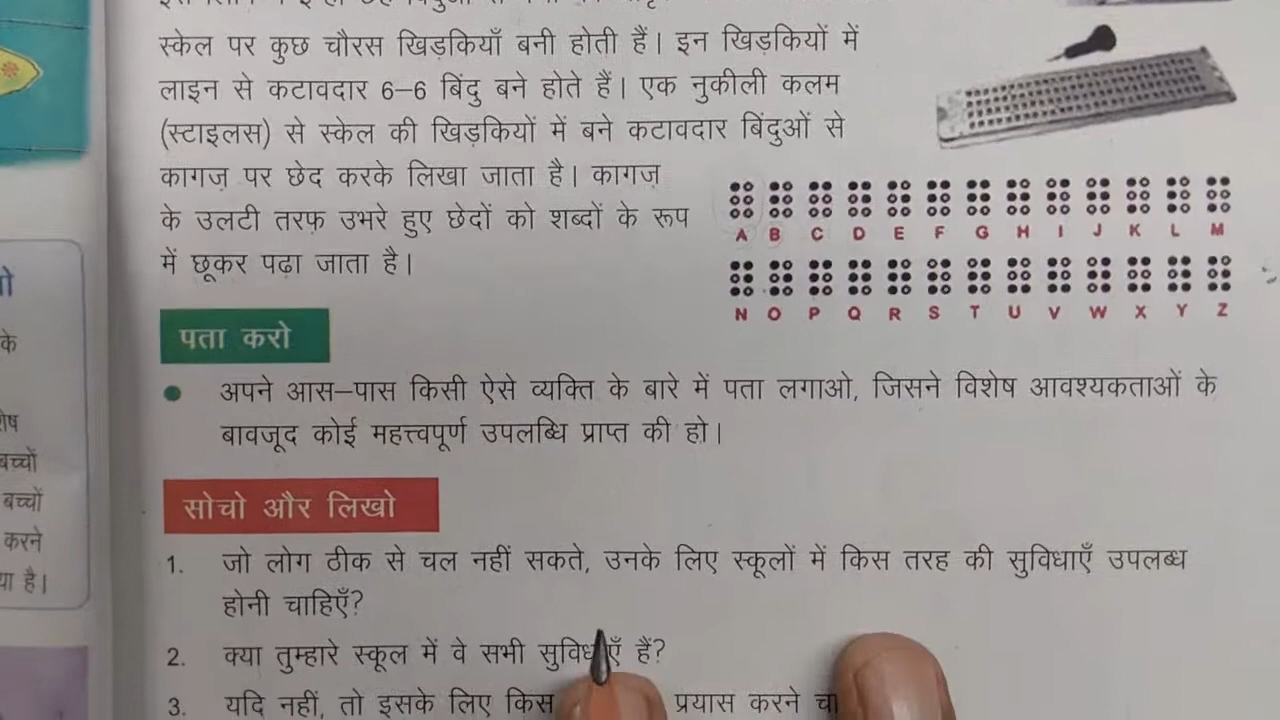 स्केल पर कुछ चौरस खिड़कियाँ बनी होती हैं। इन खिड़कियों में
लाइन से कटावदार 6–6 बिंदु बने होते हैं। एक नुकीली कलम
(स्टाइलस) से स्केल की खिड़कियों में बने कटावदार बिंदुओं से
कागज़ पर छेद करके लिखा जाता है। कागज़
के उलटी तरफ़ उभरे हुए छेदों को शब्दों के रूप
में छूकर पढ़ा जाता है।
A B C D E F G H I J K L M
N O P Q R S T U V W X Y Z
पता करो
अपने आस–पास किसी ऐसे व्यक्ति के बारे में पता लगाओ, जिसने विशेष आवश्यकताओं के
बावजूद कोई महत्त्वपूर्ण उपलब्धि प्राप्त की हो।
सोचो और लिखो
1. जो लोग ठीक से चल नहीं सकते, उनके लिए स्कूलों में किस तरह की सुविधाएँ उपलब्ध
होनी चाहिएँ?
2. क्या तुम्हारे स्कूल में वे सभी सुविधाएँ हैं?
3. यदि नहीं, तो इसके लिए किस प्रयास करने
के
बच्चों
बच्चों
करने
है।